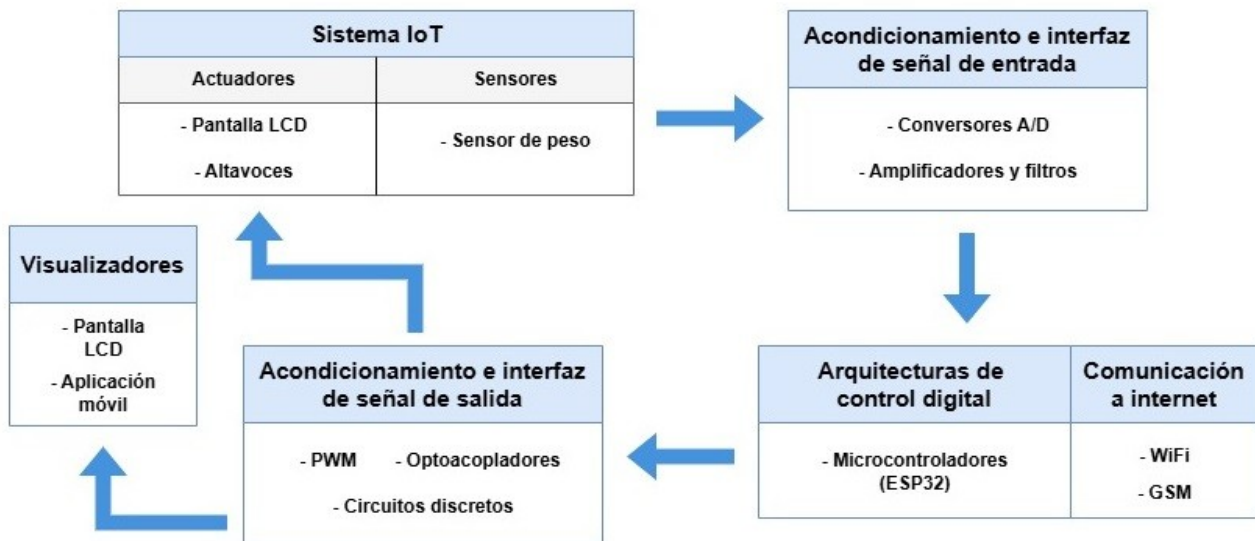 Sistema IoT
Actuadores
Sensores
- Pantalla LCD
- Altavoces
- Sensor de peso
Acondicionamiento e interfaz
de señal de entrada
- Conversores A/D
- Amplificadores y filtros
Arquitecturas de
control digital
- Microcontroladores
(ESP32)
Comunicación
a internet
- WiFi
- GSM
Acondicionamiento e interfaz
de señal de salida
- PWM - Optoacopladores
- Circuitos discretos
Visualizadores
- Pantalla
LCD
- Aplicación
móvil